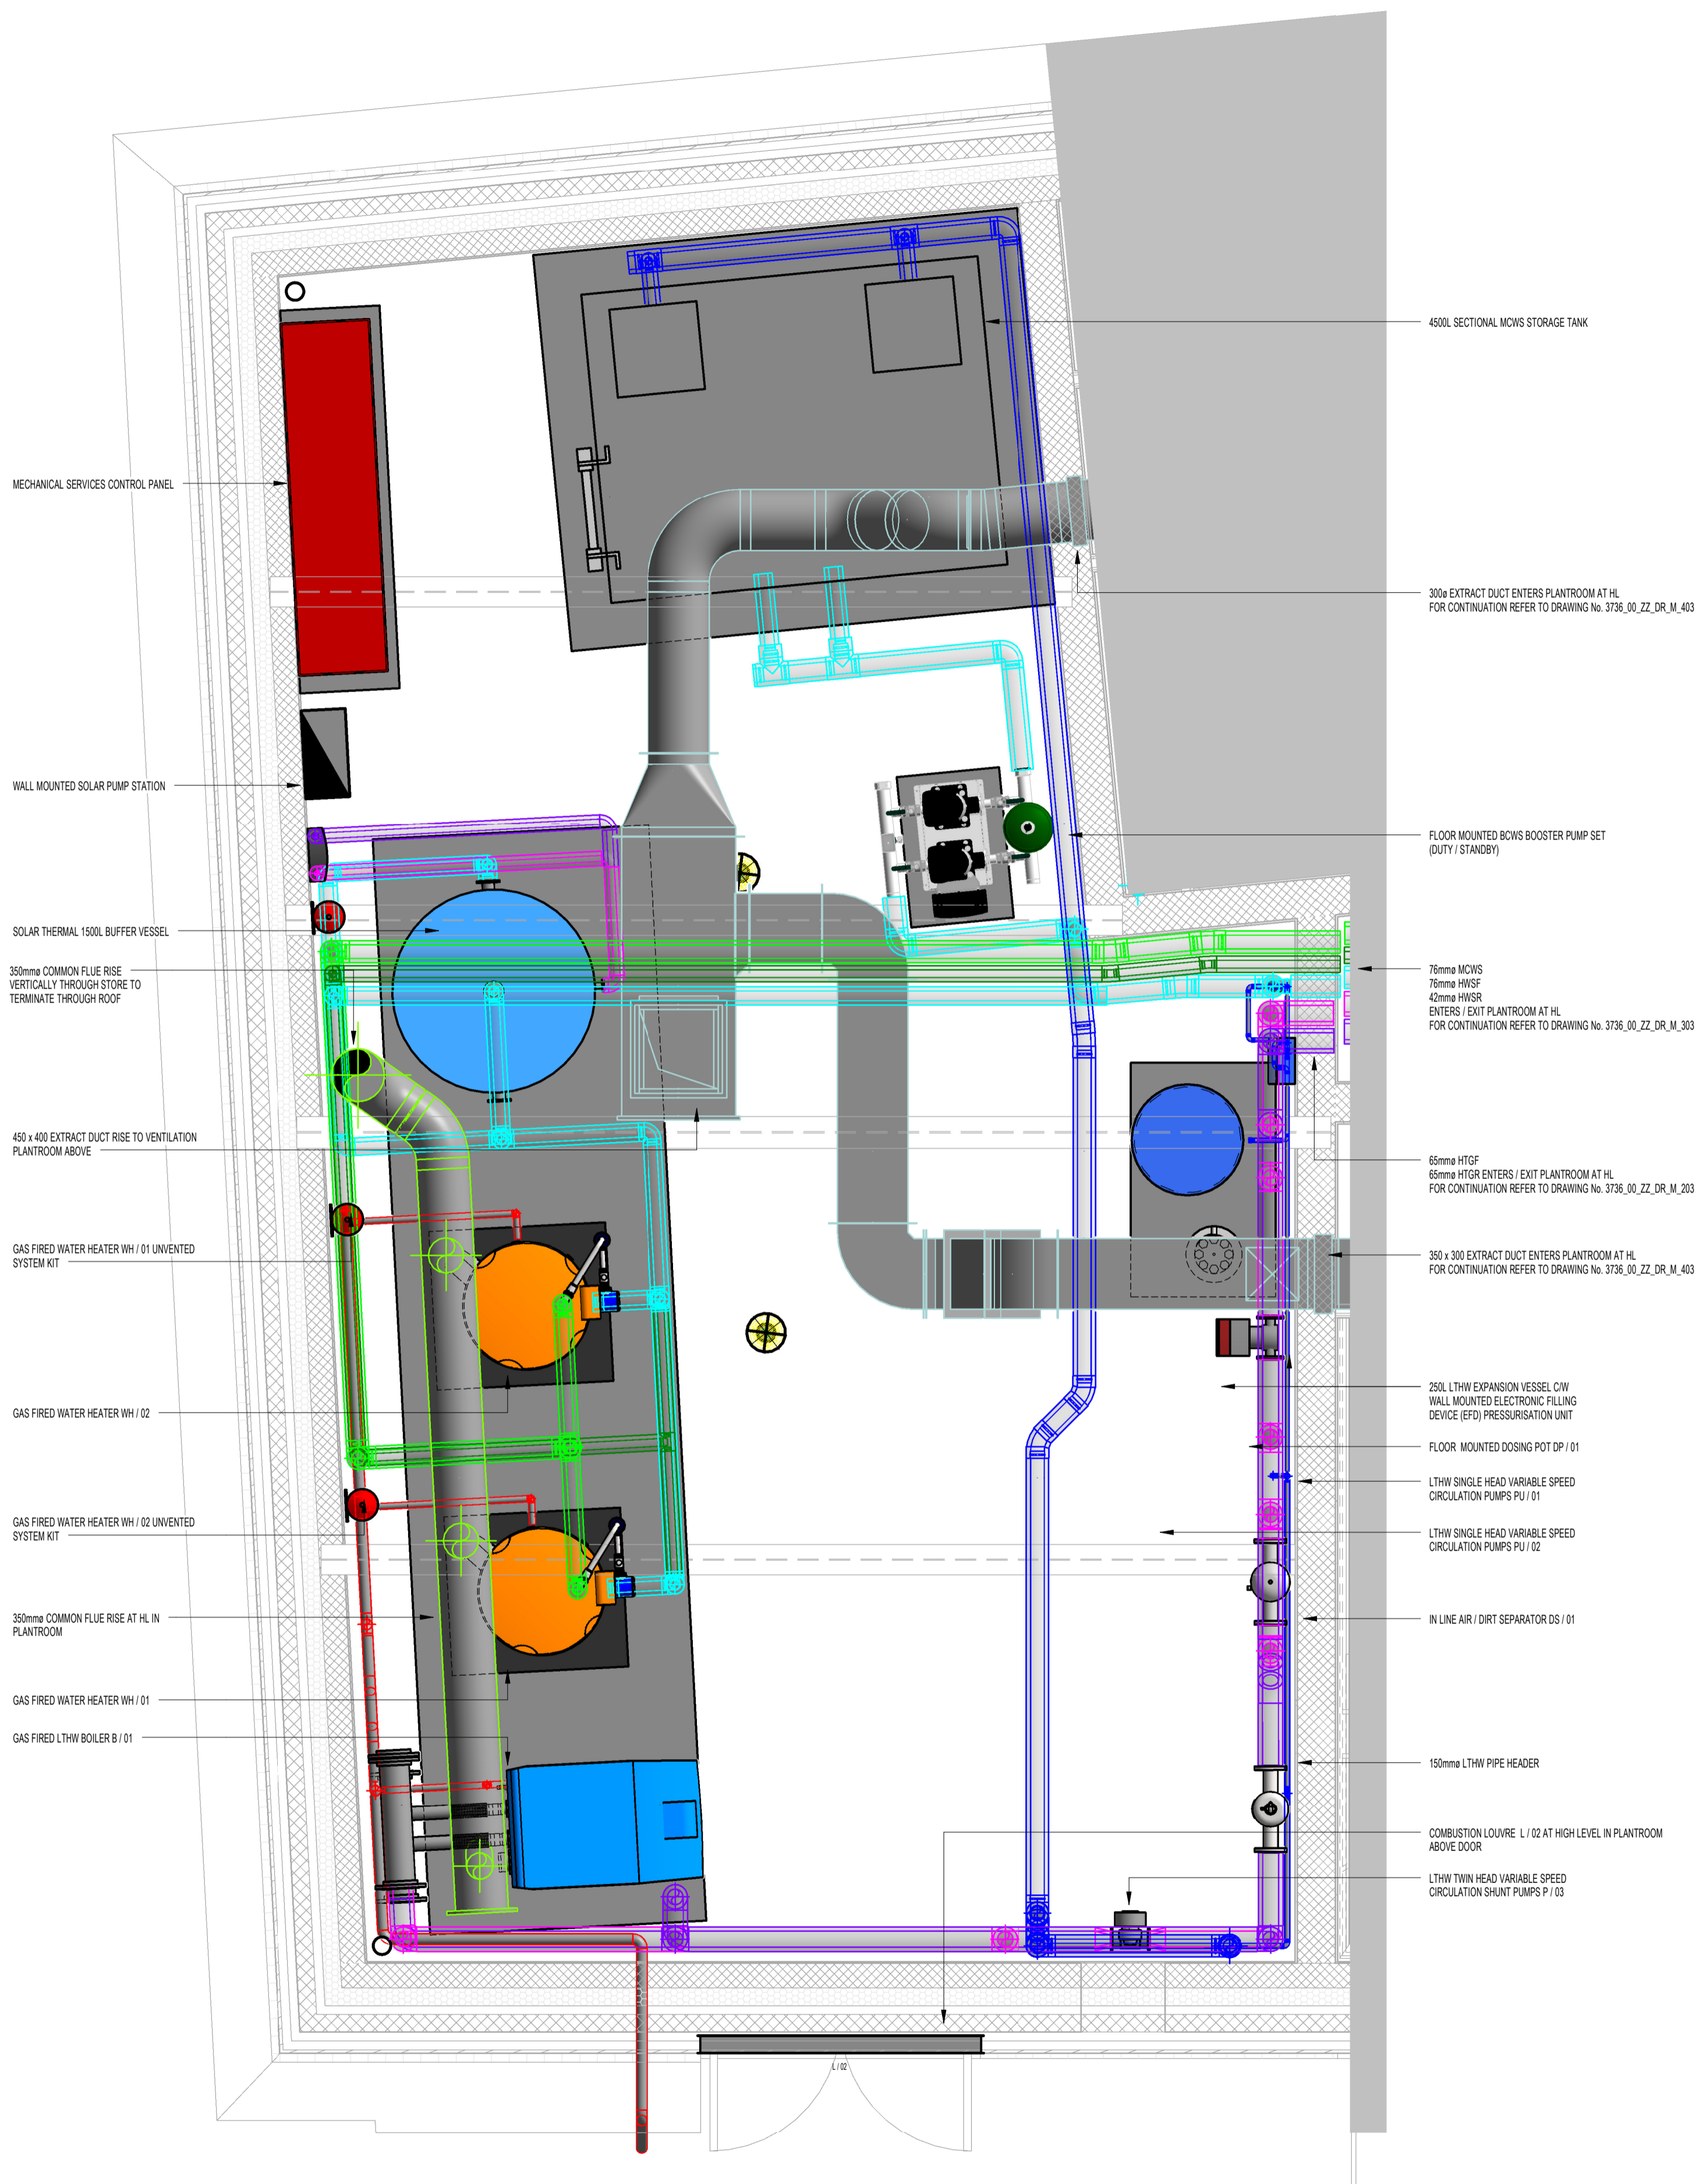 MECHANICAL SERVICES CONTROL PANEL
WALL MOUNTED SOLAR PUMP STATION
SOLAR THERMAL 1500L BUFFER VESSEL
350mmø COMMON FLUE RISE
VERTICALLY THROUGH STORE TO
TERMINATE THROUGH ROOF
450 x 400 EXTRACT DUCT RISE TO VENTILATION
PLANTROOM ABOVE
GAS FIRED WATER HEATER WH / 01 UNVENTED
SYSTEM KIT
GAS FIRED WATER HEATER WH / 02
GAS FIRED WATER HEATER WH / 02 UNVENTED
SYSTEM KIT
350mmø COMMON FLUE RISE AT HL IN
PLANTROOM
GAS FIRED WATER HEATER WH / 01
GAS FIRED LTHW BOILER B / 01
4500L SECTIONAL MCWS STORAGE TANK
300ø EXTRACT DUCT ENTERS PLANTROOM AT HL
FOR CONTINUATION REFER TO DRAWING No. 3736_00_ZZ_DR_M_403
FLOOR MOUNTED BCWS BOOSTER PUMP SET
(DUTY / STANDBY)
76mmø MCWS
76mmø HWSF
42mmø HWSR
ENTERS / EXIT PLANTROOM AT HL
FOR CONTINUATION REFER TO DRAWING No. 3736_00_ZZ_DR_M_303
65mmø HTGF
65mmø HTGR ENTERS / EXIT PLANTROOM AT HL
FOR CONTINUATION REFER TO DRAWING No. 3736_00_ZZ_DR_M_203
350 x 300 EXTRACT DUCT ENTERS PLANTROOM AT HL
FOR CONTINUATION REFER TO DRAWING No. 3736_00_ZZ_DR_M_403
250L LTHW EXPANSION VESSEL C/W
WALL MOUNTED ELECTRONIC FILLING
DEVICE (EFD) PRESSURISATION UNIT
FLOOR MOUNTED DOSING POT DP / 01
LTHW SINGLE HEAD VARIABLE SPEED
CIRCULATION PUMPS PU / 01
LTHW SINGLE HEAD VARIABLE SPEED
CIRCULATION PUMPS PU / 02
IN LINE AIR / DIRT SEPARATOR DS / 01
150mmø LTHW PIPE HEADER
COMBUSTION LOUVRE L / 02 AT HIGH LEVEL IN PLANTROOM
ABOVE DOOR
LTHW TWIN HEAD VARIABLE SPEED
CIRCULATION SHUNT PUMPS P / 03
L / 02